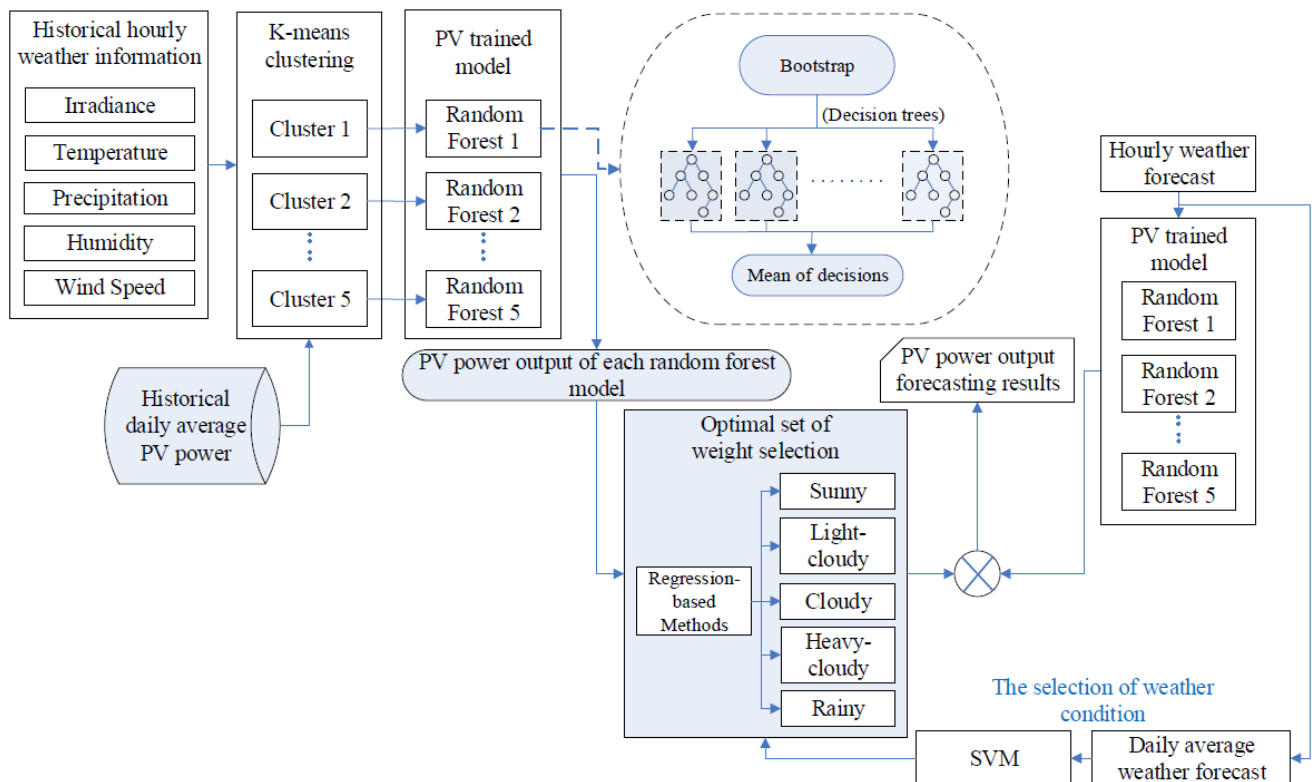 Historical hourly
weather information
Irradiance
Temperature
Precipitation
Humidity
Wind Speed
K-means
clustering
Cluster 1
Cluster 2
Cluster 5
PV trained
model
Random
Forest 1
Random
Forest 2
Random
Forest 5
Bootstrap
(Decision trees)
Mean of decisions
Historical
daily average
PV power
PV power output of each random forest
model
Optimal set of
weight selection
Regression-
based
Methods
Sunny
Light-
cloudy
Cloudy
Heavy-
cloudy
Rainy
PV power output
forecasting results
Hourly weather
forecast
PV trained
model
Random
Forest 1
Random
Forest 2
Random
Forest 5
The selection of weather
condition
SVM
Daily average
weather forecast